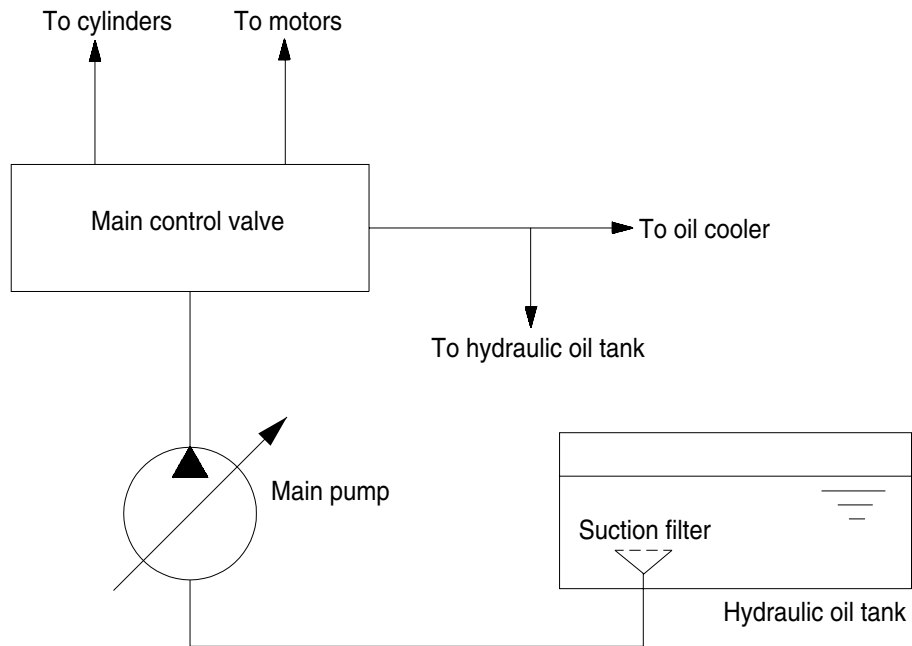 To cylinders
To motors
Main control valve
To oil cooler
To hydraulic oil tank
Main pump
Suction filter
Hydraulic oil tank